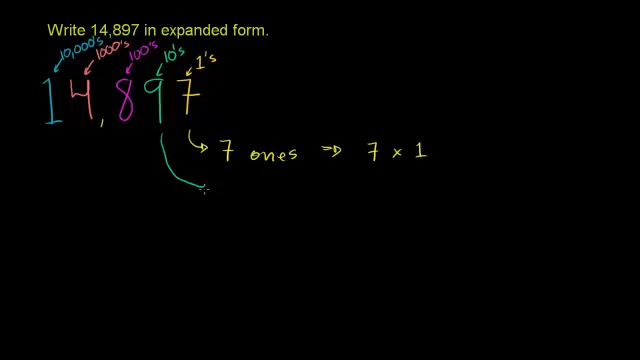 Write 14,897 in expanded form.
10,000's 1000's 100's 10's 1's
14,897
7 ones ⇒ 7 × 1